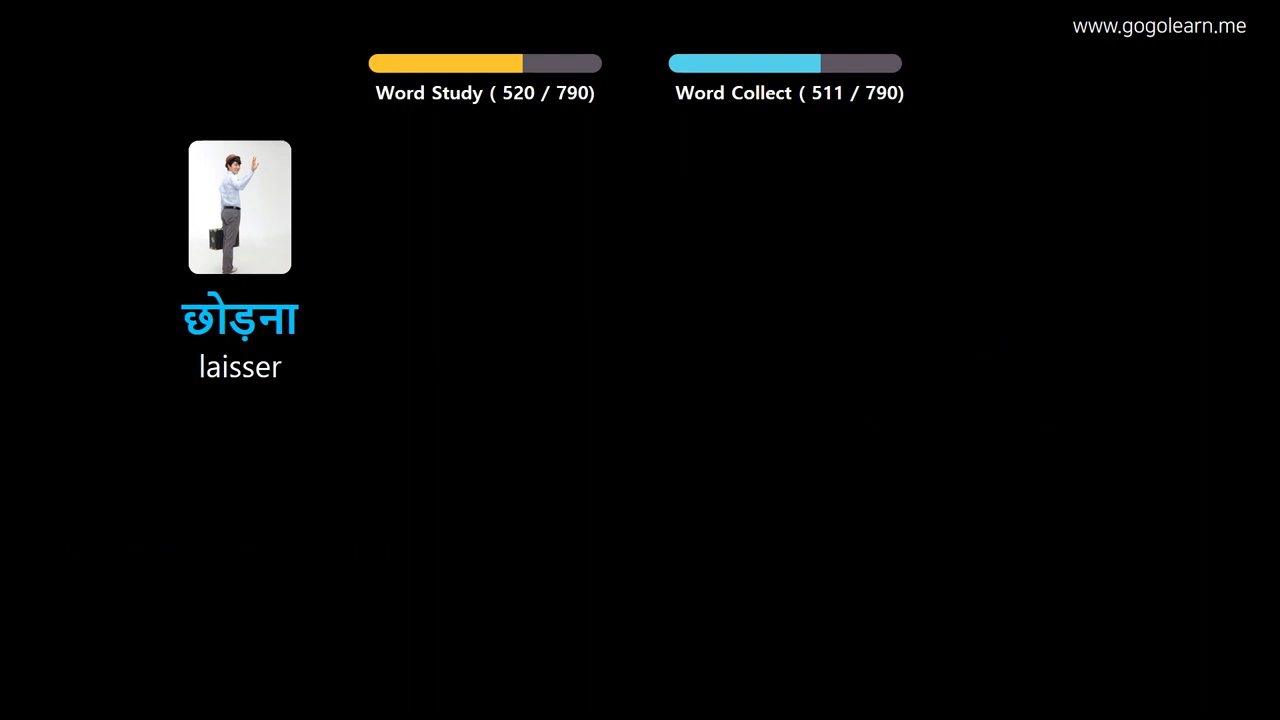 www.gogolearn.me
Word Study ( 520 / 790)
Word Collect ( 511 / 790)
छोड़ना
laisser